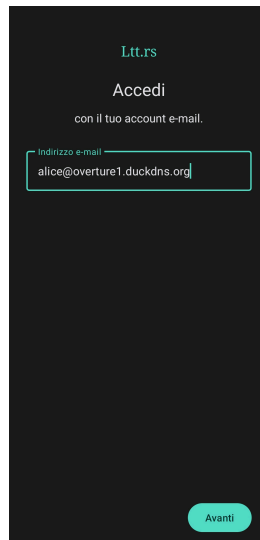 Ltt.rs
Accedi
con il tuo account e-mail.
Indirizzo e-mail
alice@overture1.duckdns.org
Avanti